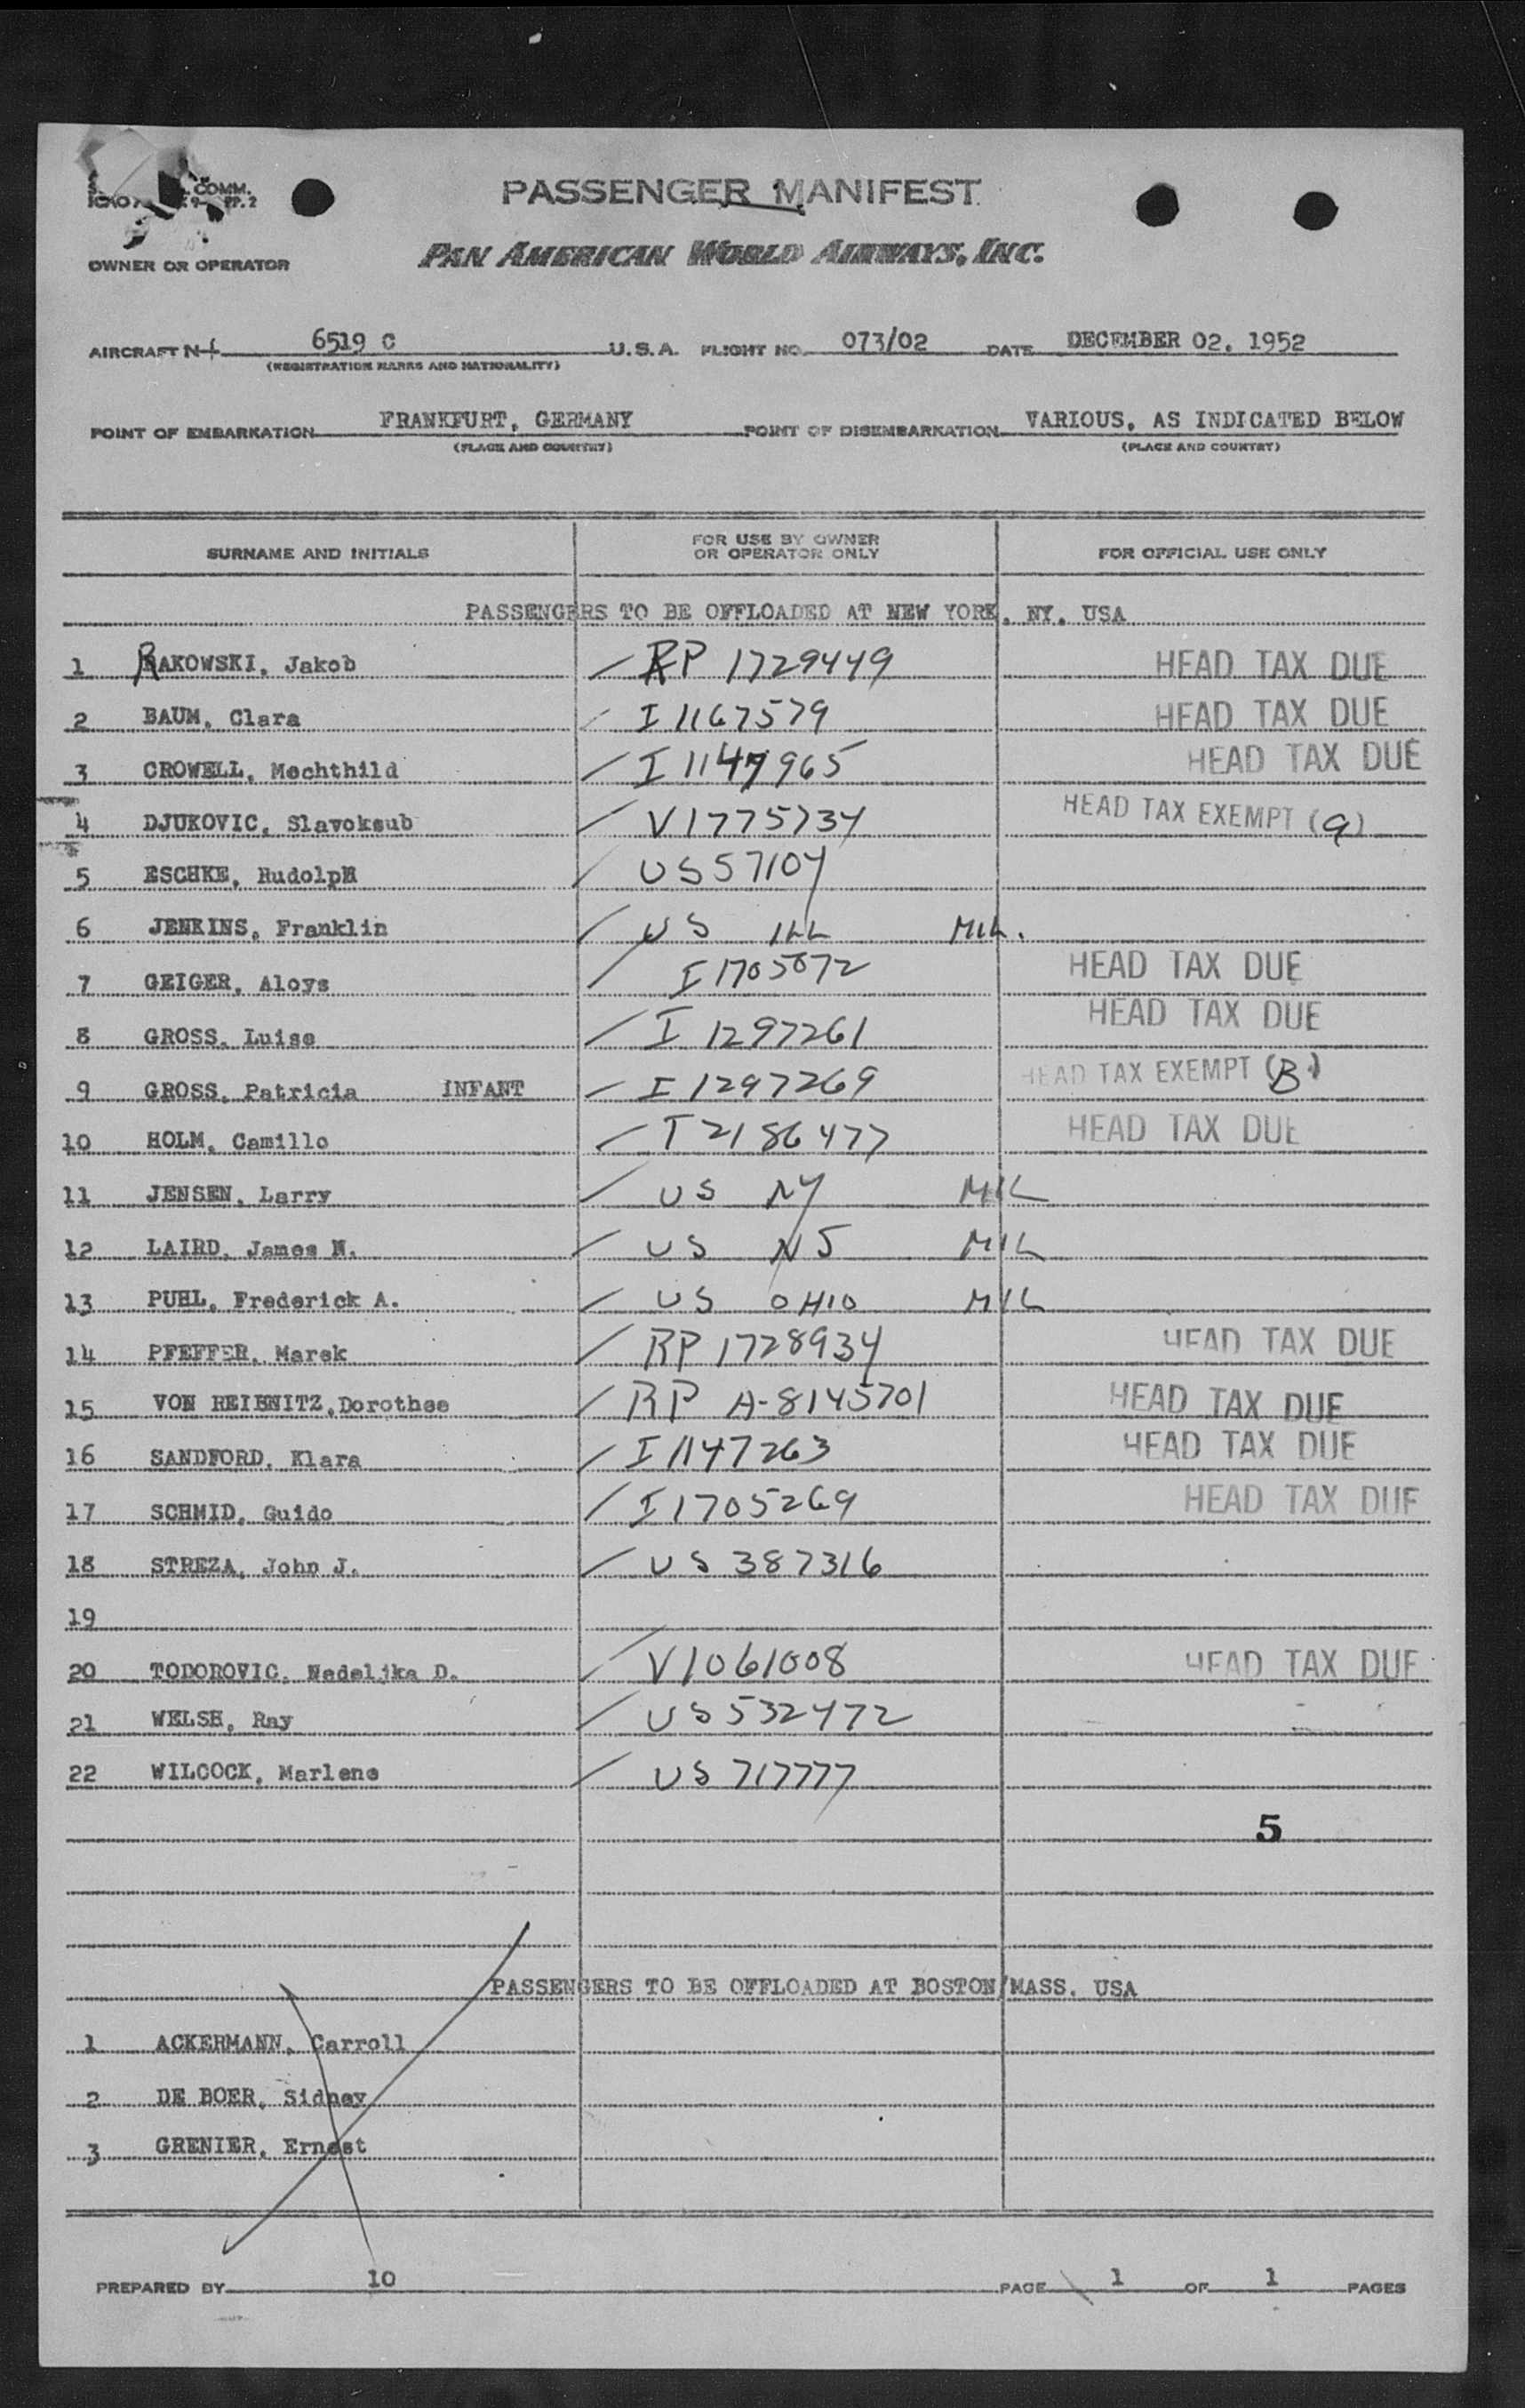 COMM.
PASSENGER MANIFEST
OWNER OR OPERATOR PAN AMERICAN WORLD AIRWAYS, INC.
AIRCRAFT N 6519 C U.S.A. FLIGHT NO. 073/02 DATE DECEMBER 02. 1952
(REGISTRATION MARKS AND NATIONALITY)
POINT OF EMBARKATION FRANKFURT, GERMANY POINT OF DISEMBARKATION VARIOUS, AS INDICATED BELOW
(PLACE AND COUNTRY) (PLACE AND COUNTRY)
SURNAME AND INITIALS FOR USE BY OWNER OR OPERATOR ONLY FOR OFFICIAL USE ONLY
PASSENGERS TO BE OFFLOADED AT NEW YORK, NY. USA
1 RAKOWSKI, Jakob RP 1729449 HEAD TAX DUE
2 BAUM, Clara I 1167579 HEAD TAX DUE
3 CROWELL, Mechthild I 1147965 HEAD TAX DUE
4 DJUKOVIC, Slavoksub V1775734 HEAD TAX EXEMPT (9)
5 ESCHKE, Rudolph US 57104
6 JENKINS, Franklin US ILL MIL.
7 GEIGER, Aloys I 1705072 HEAD TAX DUE
8 GROSS, Luise I 1297261 HEAD TAX DUE
9 GROSS, Patricia INFANT I 1297269 HEAD TAX EXEMPT (B)
10 HOLM, Camillo T 2186477 HEAD TAX DUE
11 JENSEN, Larry US NY MIL
12 LAIRD, James N. US NJ MIL
13 PUHL, Frederick A. US OHIO MIL
14 PFEFFER, Marek RP 1728934 HEAD TAX DUE
15 VON REIBNITZ, Dorothee RP A-8145701 HEAD TAX DUE
16 SANDFORD, Klara I 1147263 HEAD TAX DUE
17 SCHMID, Guido I 1705269 HEAD TAX DUE
18 STREZA, John J. US 387316
19
20 TODOROVIC, Nedeljka D. V1061008 HEAD TAX DUE
21 WELSH, Ray US 532472
22 WILCOCK, Marlene US 717777
5
PASSENGERS TO BE OFFLOADED AT BOSTON/MASS. USA
1 ACKERMANN, Carroll
2 DE BOER, Sidney
3 GRENIER, Ernest
PREPARED BY 10 PAGE 1 OF 1 PAGES